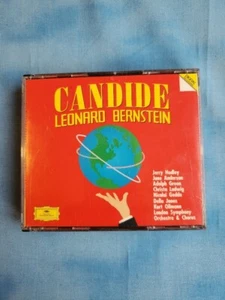 CANDIDE
LEONARD BERNSTEIN
Jerry Hadley
June Anderson
Adolph Green
Christa Ludwig
Nicolai Gedda
Della Jones
Kurt Ollmann
London Symphony
Orchestra & Chorus